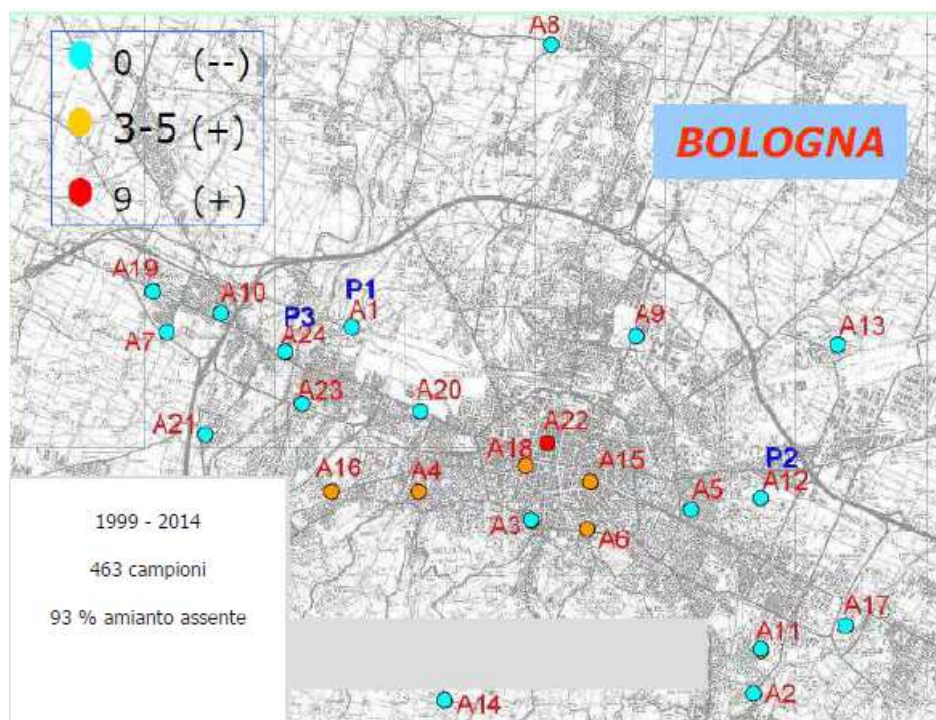 A8
0 (--)
3-5 (+)
9 (+)
BOLOGNA
A19
A10
P1
P3
A1
A7
A24
A9
A13
A23
A20
A21
A22
A18
A16
A4
A15
P2
A5
A12
A3
A6
1999 - 2014
463 campioni
93 % amianto assente
A17
A11
A2
A14